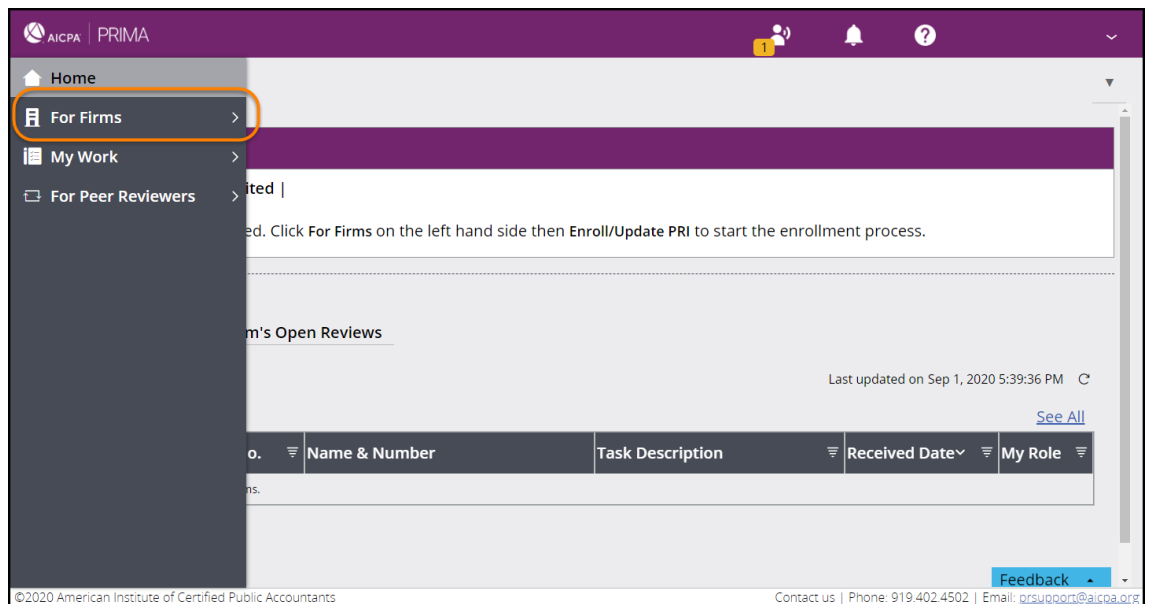 AICPA | PRIMA
1
Home
For Firms
My Work
For Peer Reviewers
ited |
ed. Click For Firms on the left hand side then Enroll/Update PRI to start the enrollment process.
m's Open Reviews
Last updated on Sep 1, 2020 5:39:36 PM
See All
o. Name & Number Task Description Received Date My Role
ns.
Feedback
©2020 American Institute of Certified Public Accountants Contact us | Phone: 919.402.4502 | Email: prsupport@aicpa.org